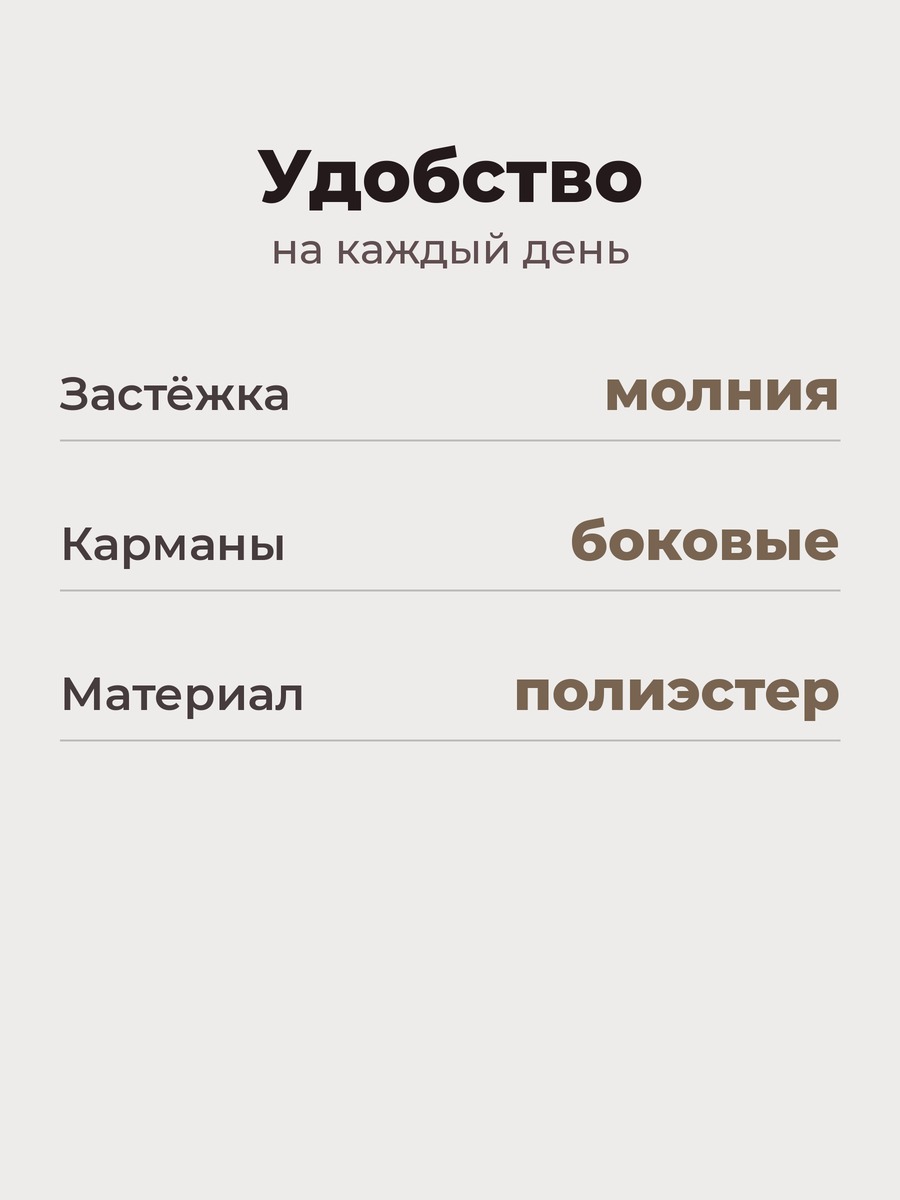 Удобство
на каждый день
Застёжка молния
Карманы боковые
Материал полиэстер